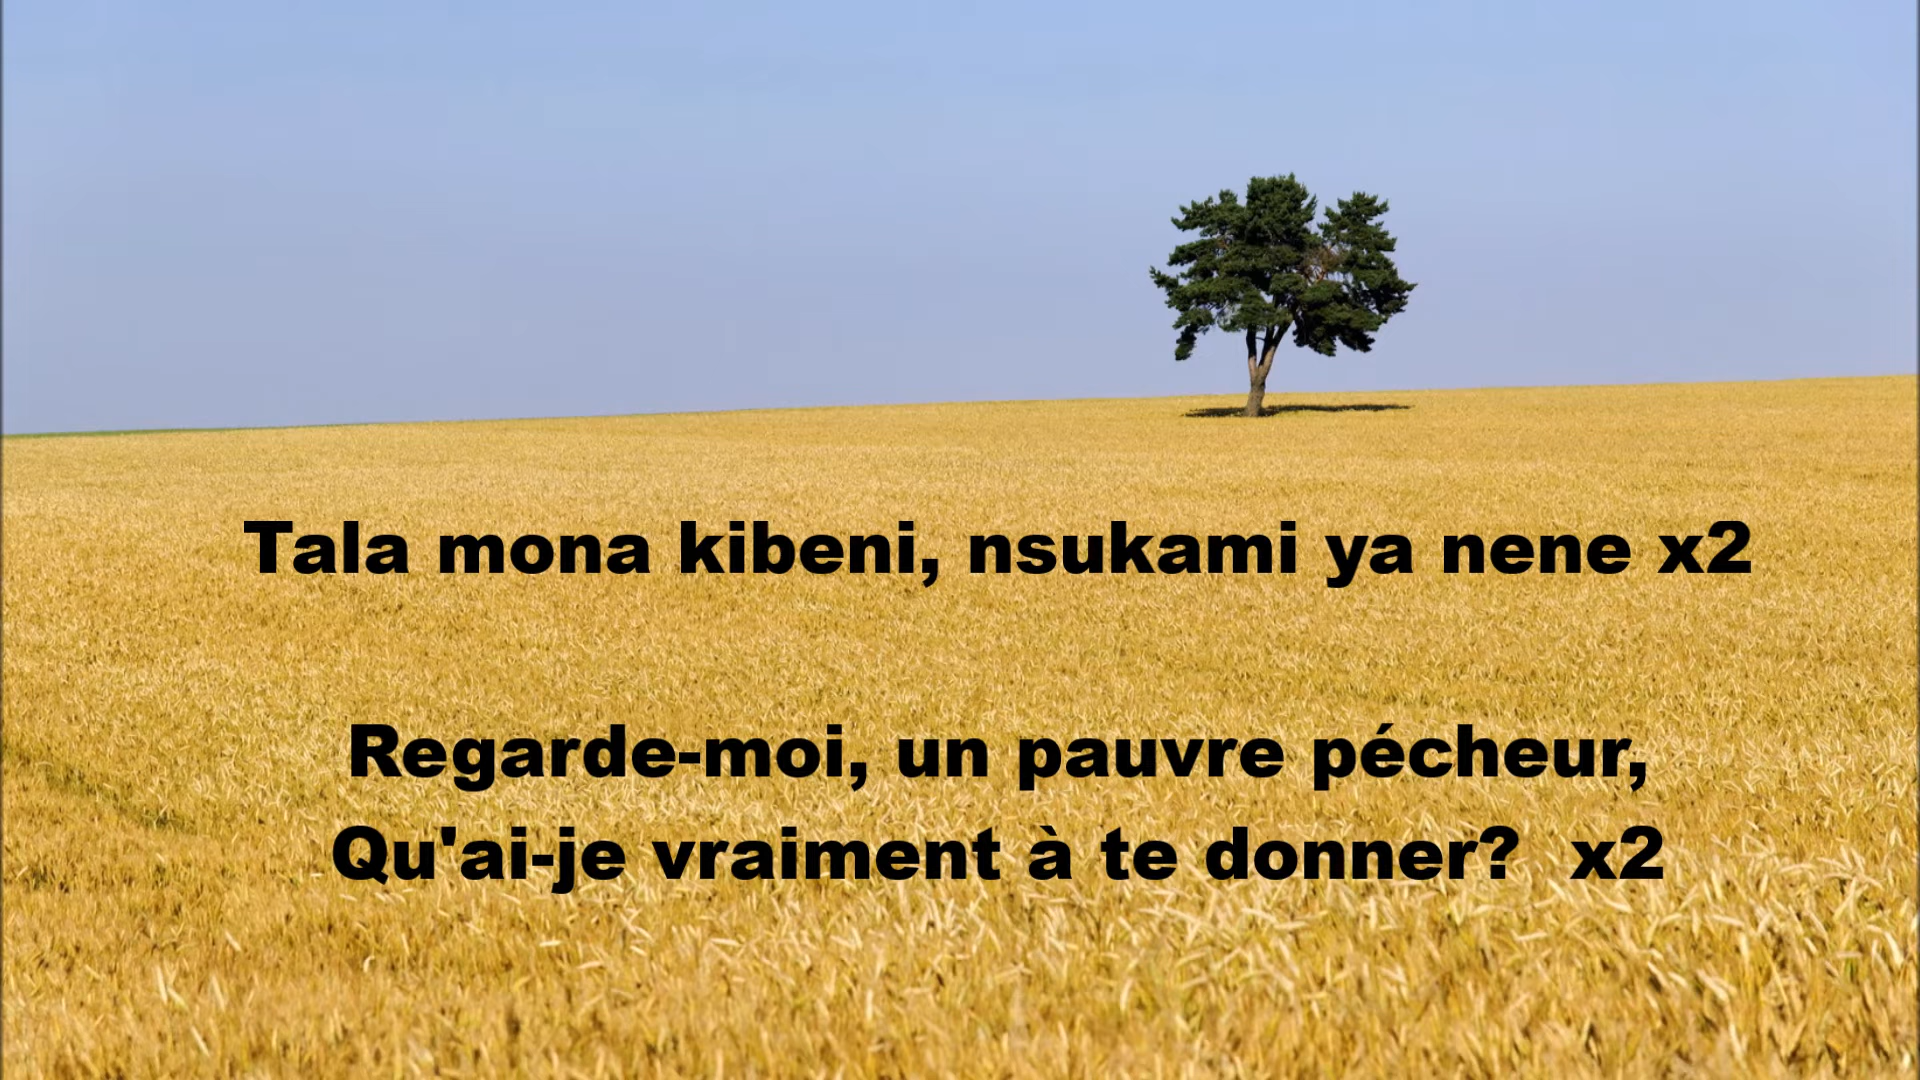 Tala mona kibeni, nsukami ya nene x2
Regarde-moi, un pauvre pécheur,
Qu'ai-je vraiment à te donner?  x2